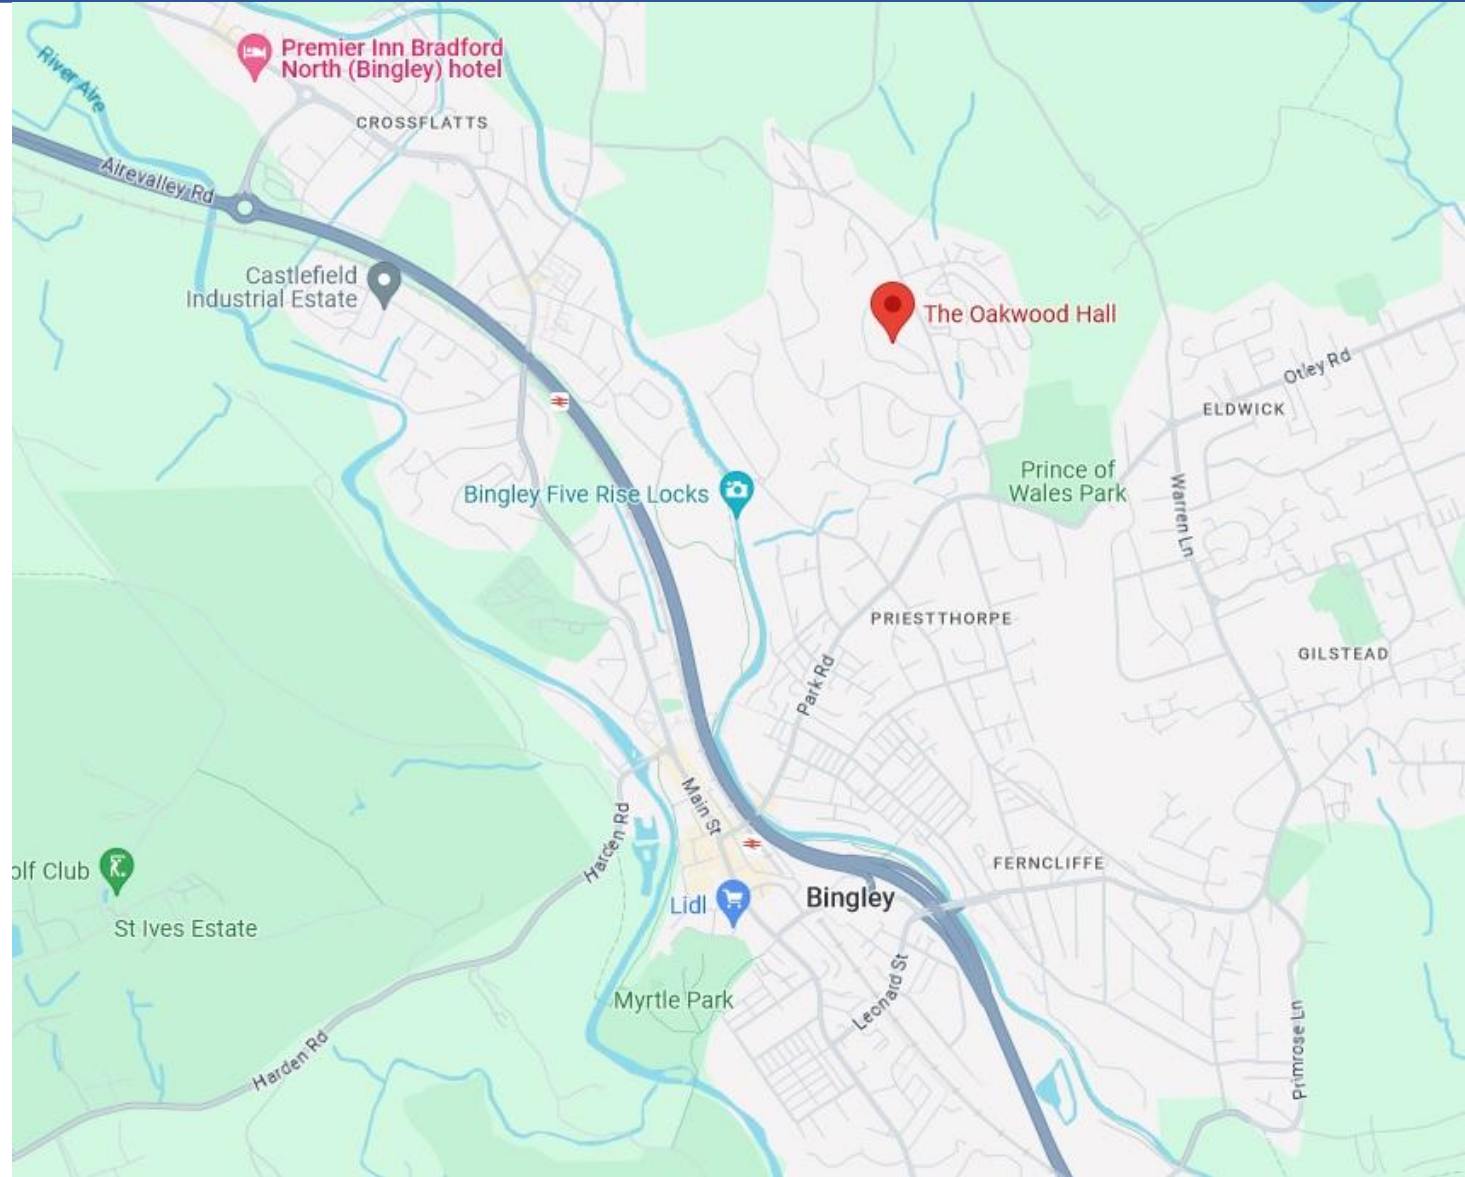 Premier Inn Bradford
North (Bingley) hotel
River Aire
CROSSFLATTS
Airevalley Rd
Castlefield
Industrial Estate
The Oakwood Hall
Otley Rd
ELDWICK
Prince of
Wales Park
Bingley Five Rise Locks
Warren Ln
PRIESTTHORPE
GILSTEAD
Park Rd
Main St
Harden Rd
FERNCLIFFE
olf Club
Lidl
Bingley
St Ives Estate
Leonard St
Myrtle Park
Harden Rd
Primrose Ln